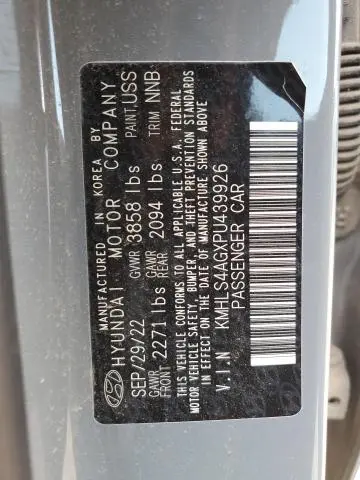 MANUFACTURED IN KOREA BY
HYUNDAI MOTOR COMPANY
SEP/29/22 GVWR 3858 lbs PAINT USS
GAWR FRONT 2271lbs GAWR REAR 2094 lbs TRIM NNB
THIS VEHICLE CONFORMS TO ALL APPLICABLE U.S.A. FEDERAL
MOTOR VEHICLE SAFETY, BUMPER, AND THEFT PREVENTION STANDARDS
IN EFFECT ON THE DATE OF MANUFACTURE SHOWN ABOVE
V.I.N KMHLS4AGXPU439926
PASSENGER CAR